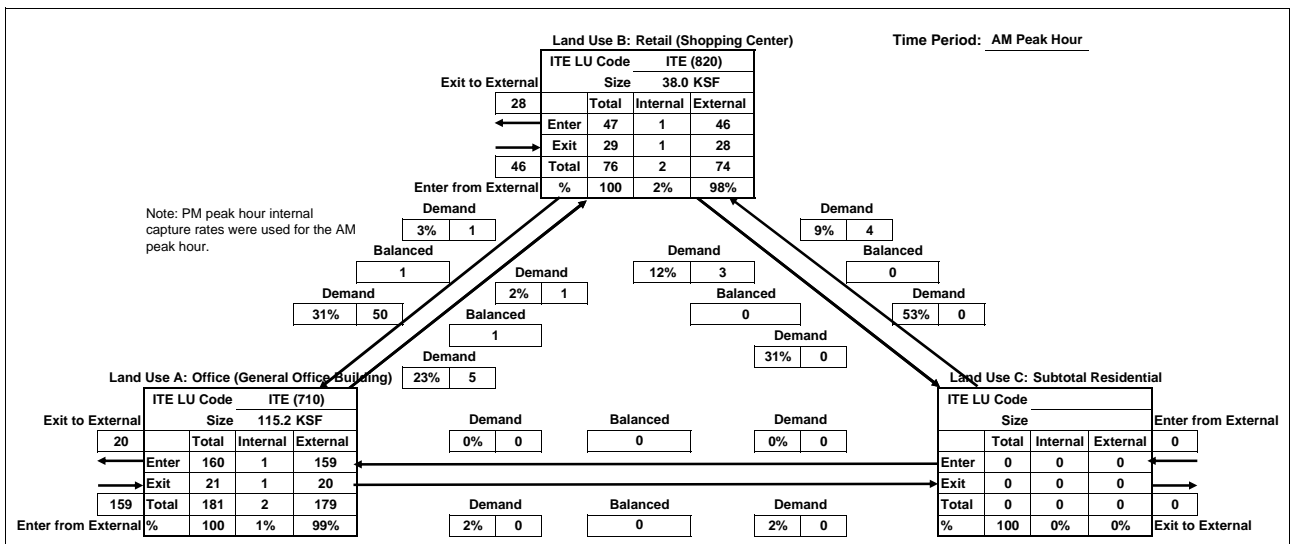 Land Use B: Retail (Shopping Center)
Time Period: AM Peak Hour
ITE LU Code ITE (820)
Exit to External Size 38.0 KSF
28 Total Internal External
Enter 47 1 46
Exit 29 1 28
46 Total 76 2 74
Enter from External % 100 2% 98%
Note: PM peak hour internal
capture rates were used for the AM
peak hour.
Demand
3% 1
Balanced
1
Demand
31% 50
Demand
2% 1
Balanced
1
Demand
23% 5
Demand
12% 3
Balanced
0
Demand
31% 0
Demand
9% 4
Balanced
0
Demand
53% 0
Land Use A: Office (General Office Building)
ITE LU Code ITE (710)
Exit to External Size 115.2 KSF
20 Total Internal External
Enter 160 1 159
Exit 21 1 20
159 Total 181 2 179
Enter from External % 100 1% 99%
Demand Balanced Demand
0% 0 0 0% 0
Demand Balanced Demand
2% 0 0 2% 0
Land Use C: Subtotal Residential
ITE LU Code
Size Enter from External
Total Internal External 0
Enter 0 0 0
Exit 0 0 0
Total 0 0 0 0
% 100 0% 0% Exit to External